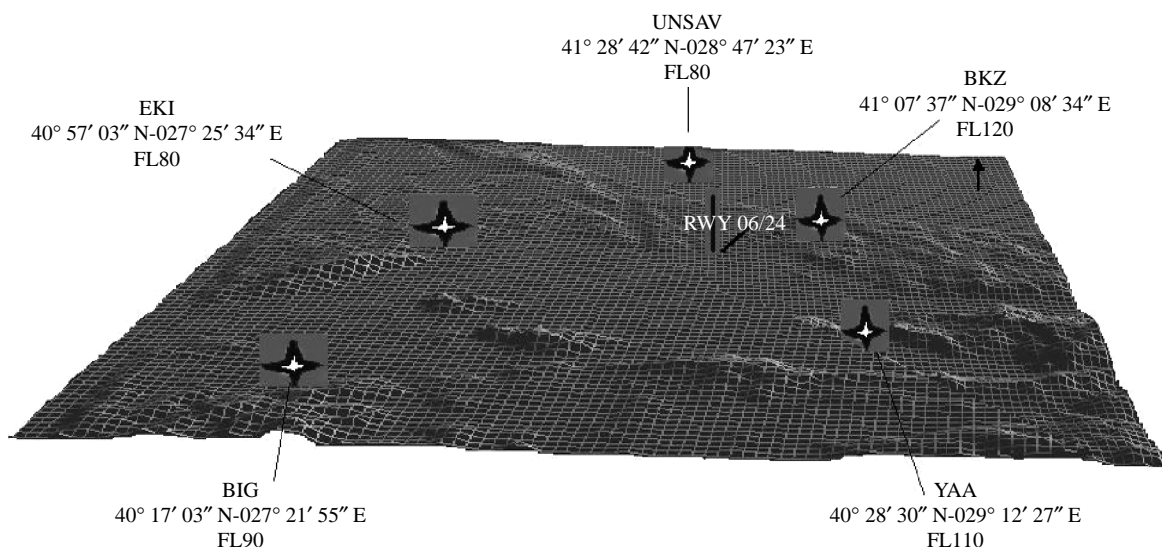 UNSAV
41° 28′ 42″ N-028° 47′ 23″ E
FL80
BKZ
41° 07′ 37″ N-029° 08′ 34″ E
FL120
EKI
40° 57′ 03″ N-027° 25′ 34″ E
FL80
RWY 06/24
BIG
40° 17′ 03″ N-027° 21′ 55″ E
FL90
YAA
40° 28′ 30″ N-029° 12′ 27″ E
FL110